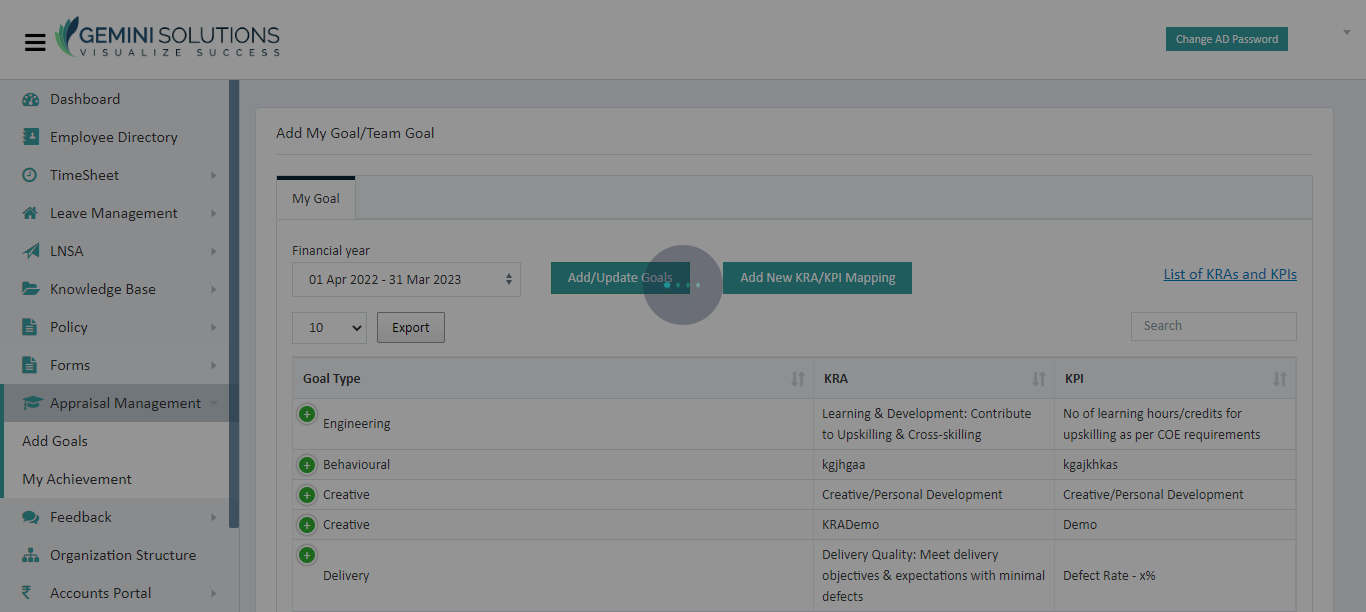 GEMINI SOLUTIONS
VISUALIZE SUCCESS
Change AD Password
Dashboard
Employee Directory
TimeSheet
Leave Management
LNSA
Knowledge Base
Policy
Forms
Appraisal Management
Add Goals
My Achievement
Feedback
Organization Structure
Accounts Portal
Add My Goal/Team Goal
My Goal
Financial year
01 Apr 2022 - 31 Mar 2023
Add/Update Goals
Add New KRA/KPI Mapping
List of KRAs and KPIs
10
Export
Search
Goal Type
KRA
KPI
Engineering
Learning & Development: Contribute
to Upskilling & Cross-skilling
No of learning hours/credits for
upskilling as per COE requirements
Behavioural
kgjhgaa
kgajkhkas
Creative
Creative/Personal Development
Creative/Personal Development
Creative
KRADemo
Demo
Delivery
Delivery Quality: Meet delivery
objectives & expectations with minimal
defects
Defect Rate - x%